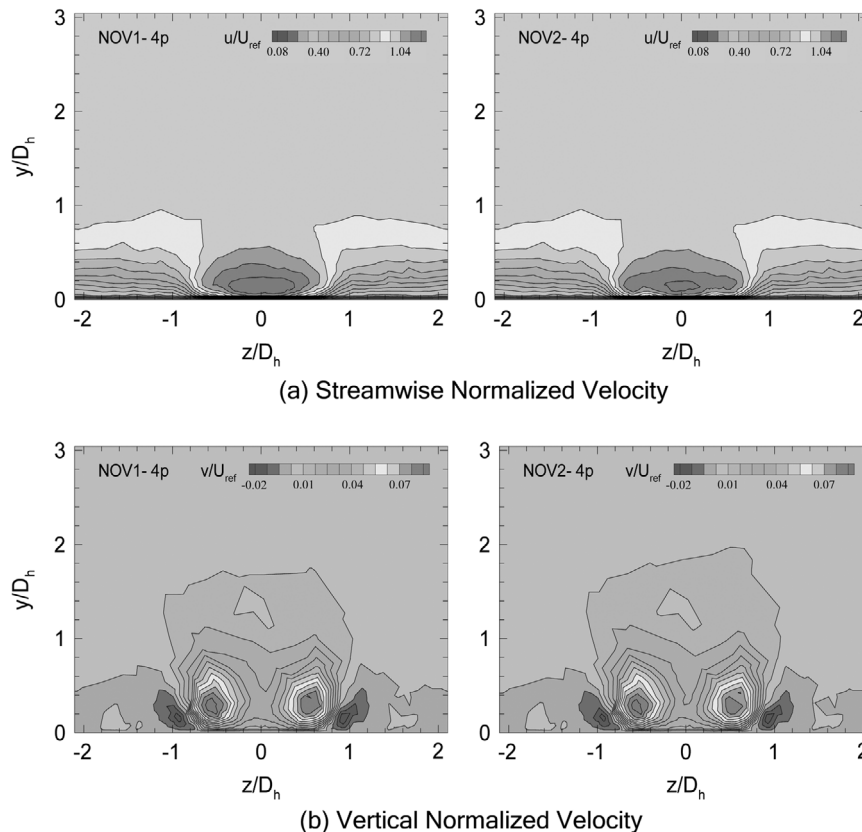 NOV1- 4p u/U_ref 0.08 0.40 0.72 1.04
NOV2- 4p u/U_ref 0.08 0.40 0.72 1.04
y/D_h
3
2
1
0
3
2
1
0
-2 -1 0 1 2
-2 -1 0 1 2
z/D_h
z/D_h
(a) Streamwise Normalized Velocity
NOV1- 4p v/U_ref -0.02 0.01 0.04 0.07
NOV2- 4p v/U_ref -0.02 0.01 0.04 0.07
y/D_h
3
2
1
0
3
2
1
0
-2 -1 0 1 2
-2 -1 0 1 2
z/D_h
z/D_h
(b) Vertical Normalized Velocity